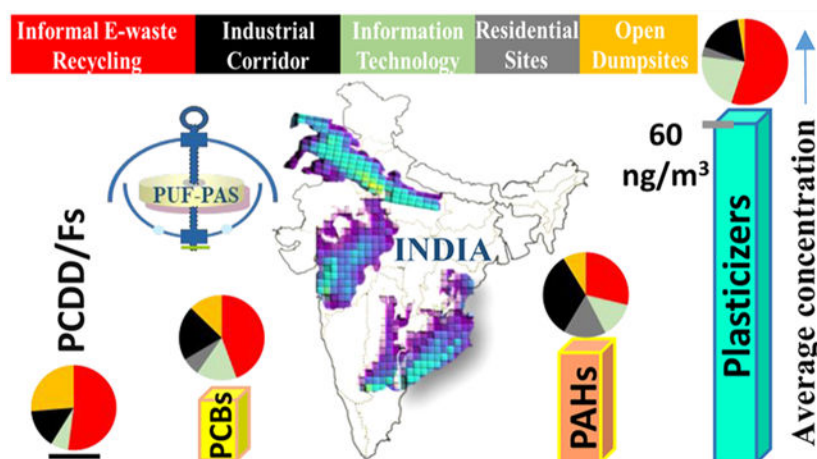 Informal E-waste
Recycling
Industrial
Corridor
Information
Technology
Residential
Sites
Open
Dumpsites
PUF-PAS
INDIA
60
ng/m³
PCDD/Fs
PCBs
PAHs
Plasticizers
Average concentration